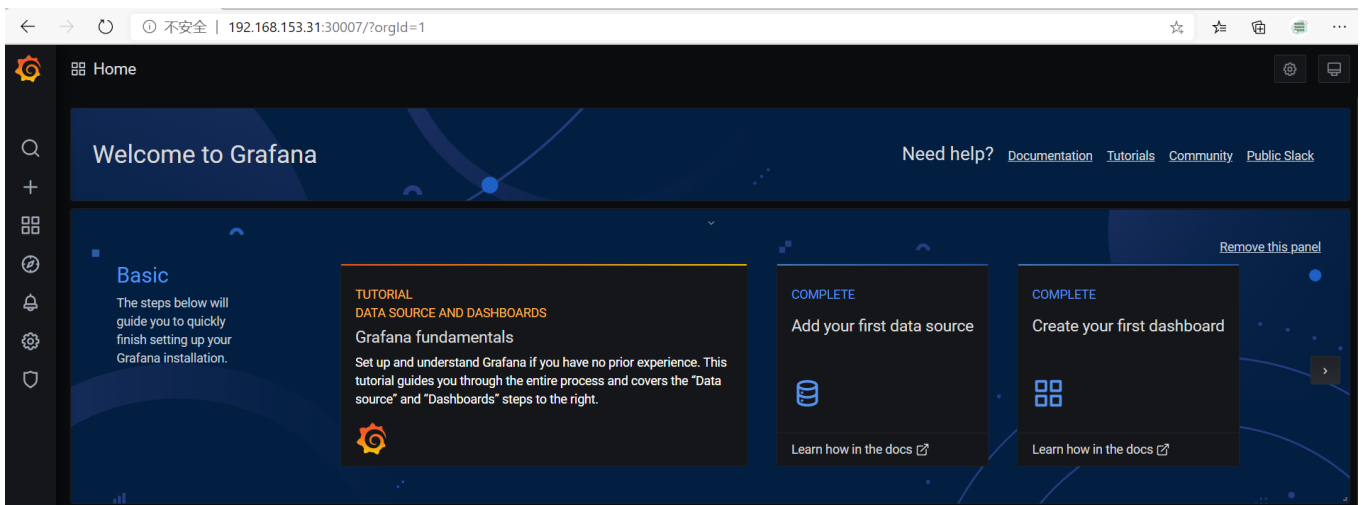 不安全 | 192.168.153.31:30007/?orgId=1
Home
Welcome to Grafana
Need help? Documentation Tutorials Community Public Slack
Remove this panel
Basic
The steps below will
guide you to quickly
finish setting up your
Grafana installation.
TUTORIAL
DATA SOURCE AND DASHBOARDS
Grafana fundamentals
Set up and understand Grafana if you have no prior experience. This
tutorial guides you through the entire process and covers the “Data
source” and “Dashboards” steps to the right.
COMPLETE
Add your first data source
Learn how in the docs
COMPLETE
Create your first dashboard
Learn how in the docs